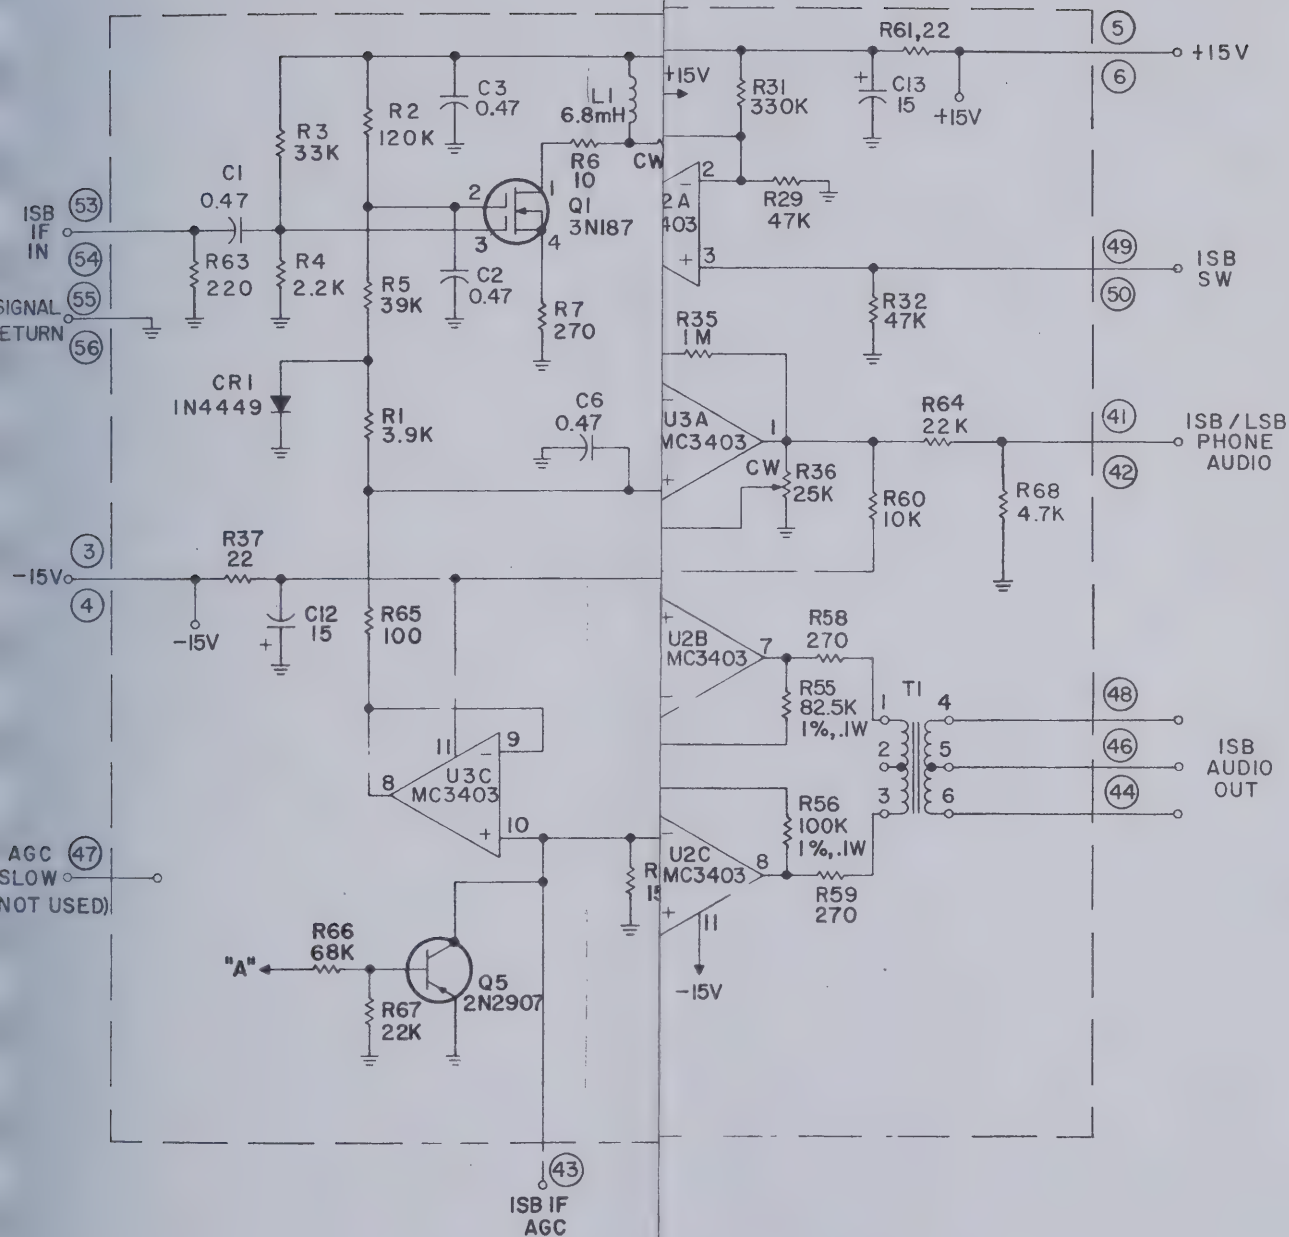 R61,22
5
+15V
6
+15V
R31
330K
C13
15
+
+15V
C3
0.47
L1
6.8mH
R2
120K
R3
33K
R6
10
CW
C1
0.47
2
1
Q1
3N187
3
4
2
-
2A
403
R29
47K
3
+
53
ISB
IF
IN
54
55
56
R63
220
R4
2.2K
R5
39K
C2
0.47
R7
270
49
ISB
SW
50
R32
47K
R35
1M
CR1
1N4449
R1
3.9K
C6
0.47
-
U3A
MC3403
1
+
CW
R36
25K
R64
22K
R60
10K
R68
4.7K
41
ISB/LSB
PHONE
AUDIO
42
3
-15V
4
R37
22
-15V
C12
15
+
R65
100
+
U2B
MC3403
7
-
R58
270
R55
82.5K
1%,.1W
T1
1
2
3
4
5
6
48
46
44
ISB
AUDIO
OUT
11
9
-
U3C
MC3403
8
10
+
R56
100K
1%,.1W
-
U2C
MC3403
8
+
11
-15V
R59
270
AGC
SLOW
NOT USED)
47
R66
68K
"A"
R67
22K
Q5
2N2907
43
ISB IF
AGC